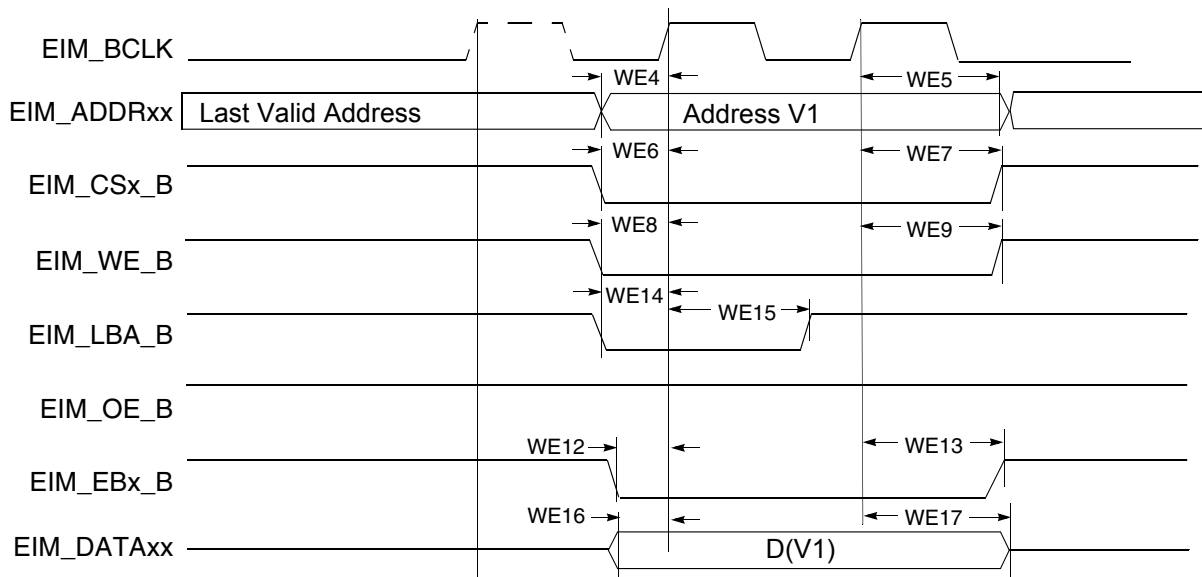 EIM_BCLK
WE4
WE5
EIM_ADDRxx
Last Valid Address
Address V1
WE6
WE7
EIM_CSx_B
WE8
WE9
EIM_WE_B
WE14
WE15
EIM_LBA_B
EIM_OE_B
WE12
WE13
EIM_EBx_B
WE16
WE17
EIM_DATAxx
D(V1)